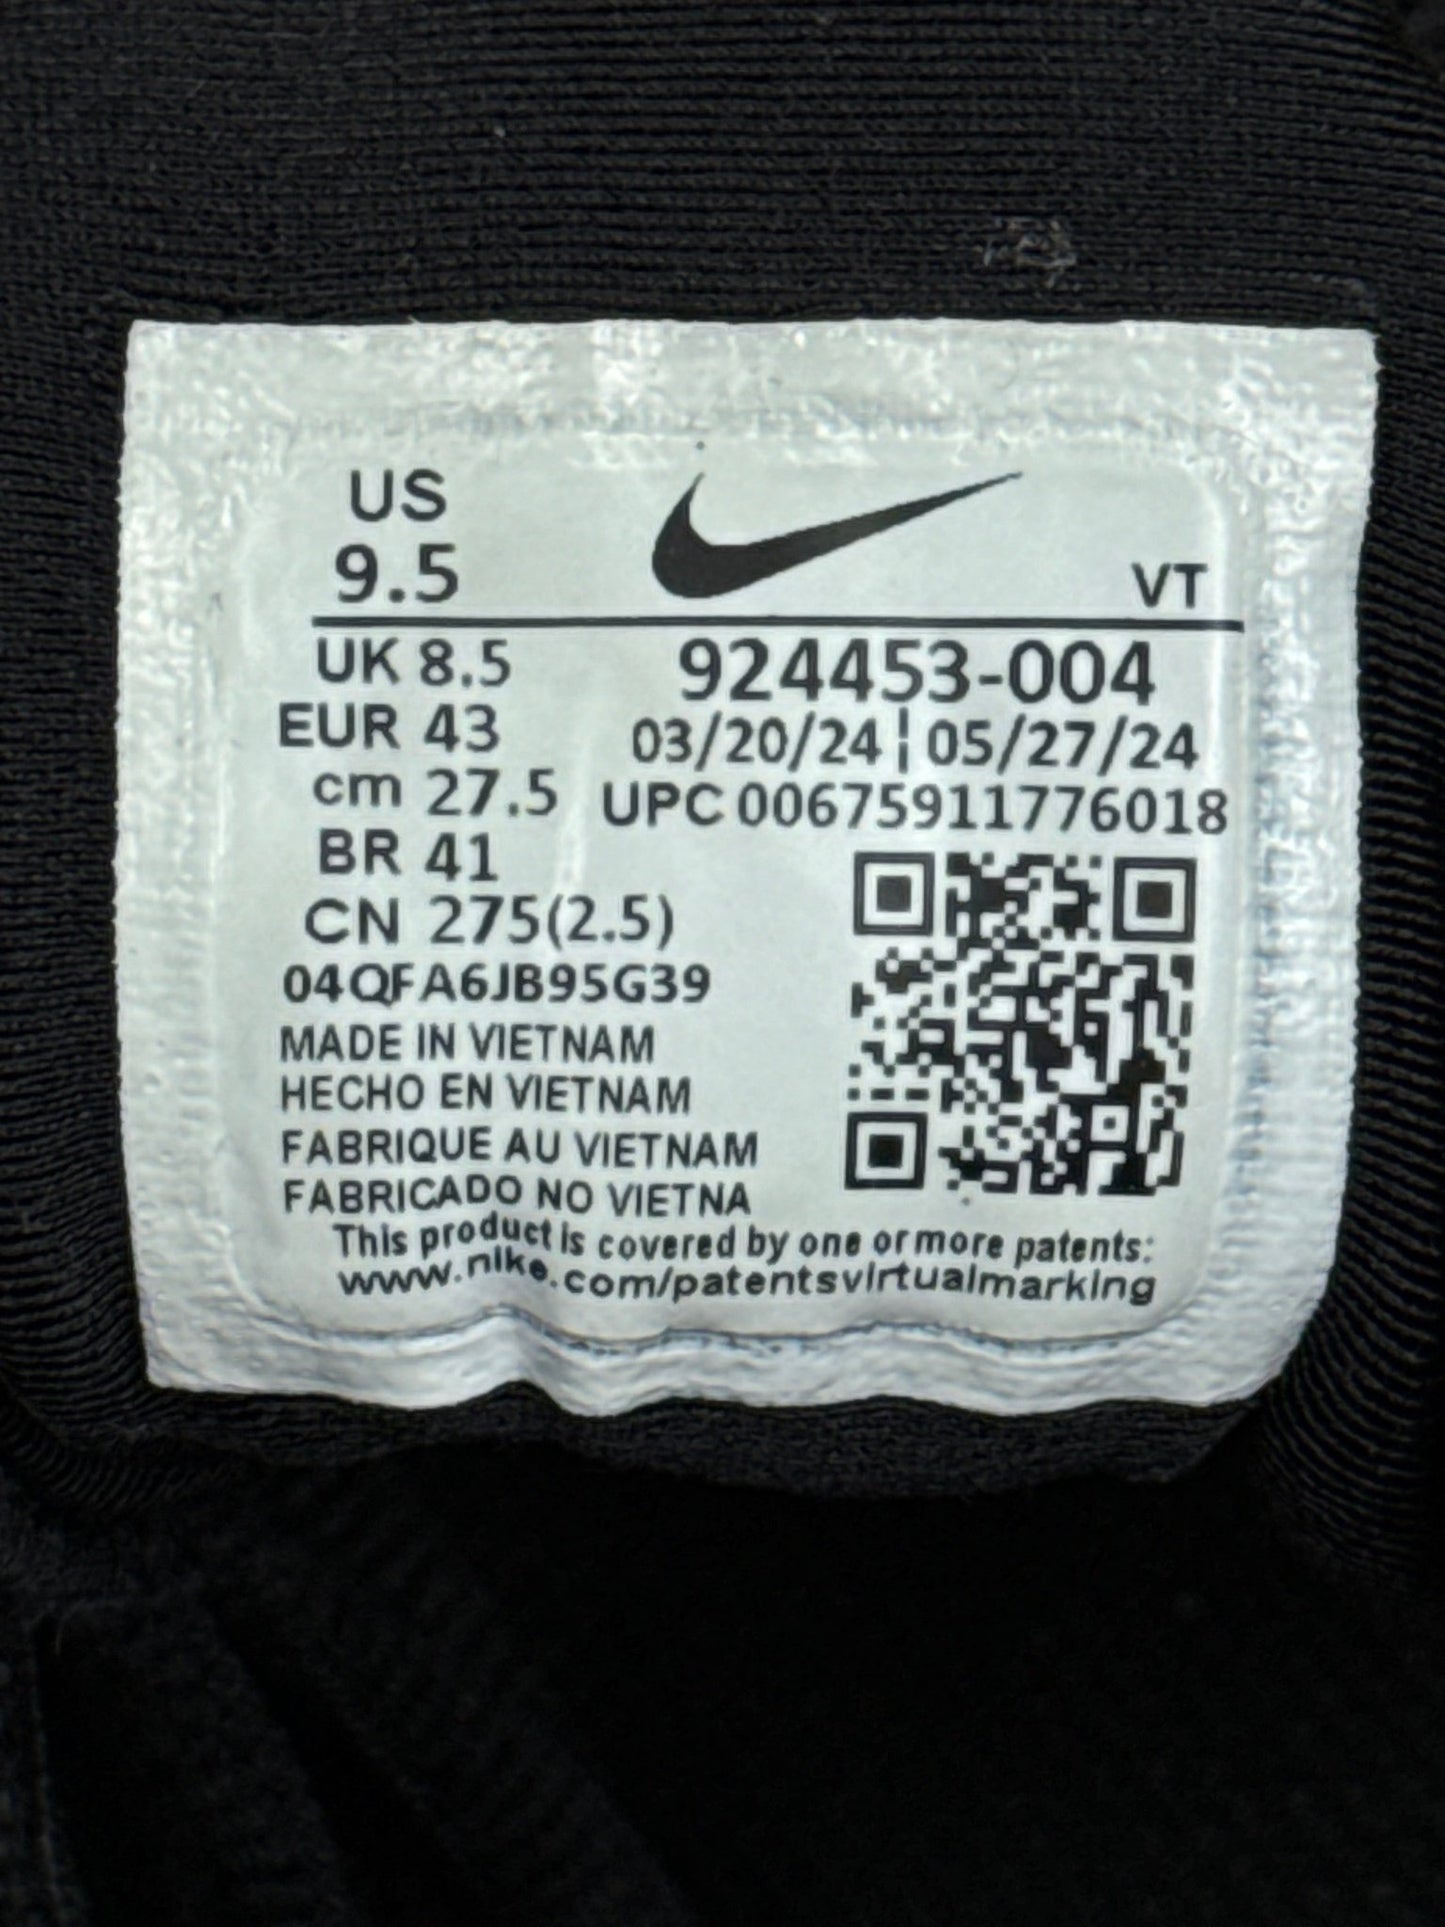 US
9.5
VT
UK 8.5
EUR 43
cm 27.5
BR 41
CN 275(2.5)
924453-004
03/20/24 ¦ 05/27/24
UPC 00675911776018
04QFA6JB95G39
MADE IN VIETNAM
HECHO EN VIETNAM
FABRIQUE AU VIETNAM
FABRICADO NO VIETNA
This product is covered by one or more patents:
www.nike.com/patentsvirtualmarking